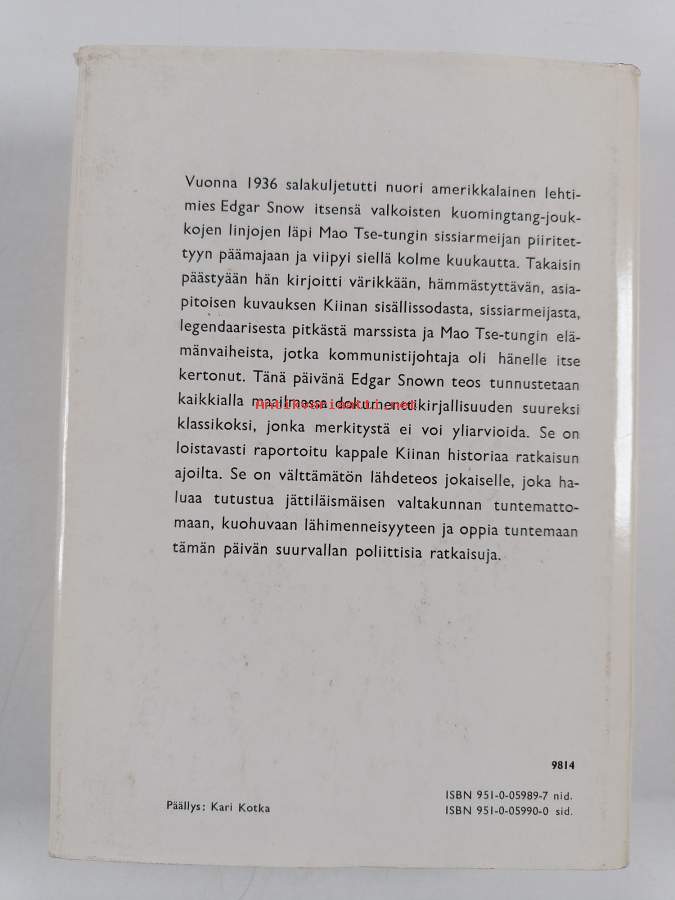 Vuonna 1936 salakuljetutti nuori amerikkalainen lehti-
mies Edgar Snow itsensä valkoisten kuomingtang-jouk-
kojen linjojen läpi Mao Tse-tungin sissiarmeijan piiritet-
tyyn päämajaan ja viipyi siellä kolme kuukautta. Takaisin
päästyään hän kirjoitti värikkään, hämmästyttävän, asia-
pitoisen kuvauksen Kiinan sisällissodasta, sissiarmeijasta,
legendaarisesta pitkästä marssista ja Mao Tse-tungin elä-
mänvaiheista, jotka kommunistijohtaja oli hänelle itse
kertonut. Tänä päivänä Edgar Snown teos tunnustetaan
kaikkialla maailmassa dokumenttikirjallisuuden suureksi
Antikvariaatti.net
klassikoksi, jonka merkitystä ei voi yliarvioida. Se on
loistavasti raportoitu kappale Kiinan historiaa ratkaisun
ajoilta. Se on välttämätön lähdeteos jokaiselle, joka ha-
luaa tutustua jättiläismäisen valtakunnan tuntematto-
maan, kuohuvaan lähimenneisyyteen ja oppia tuntemaan
tämän päivän suurvallan poliittisia ratkaisuja.
9814
ISBN 951-0-05989-7 nid.
Päällys: Kari Kotka
ISBN 951-0-05990-0 sid.